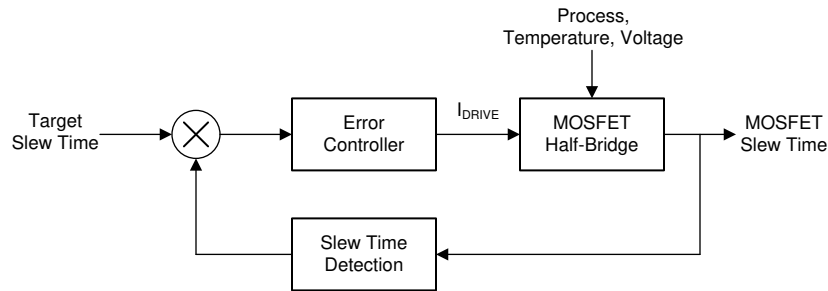 Process,
Temperature, Voltage
Target
Slew Time
Error
Controller
I_DRIVE
MOSFET
Half-Bridge
MOSFET
Slew Time
Slew Time
Detection